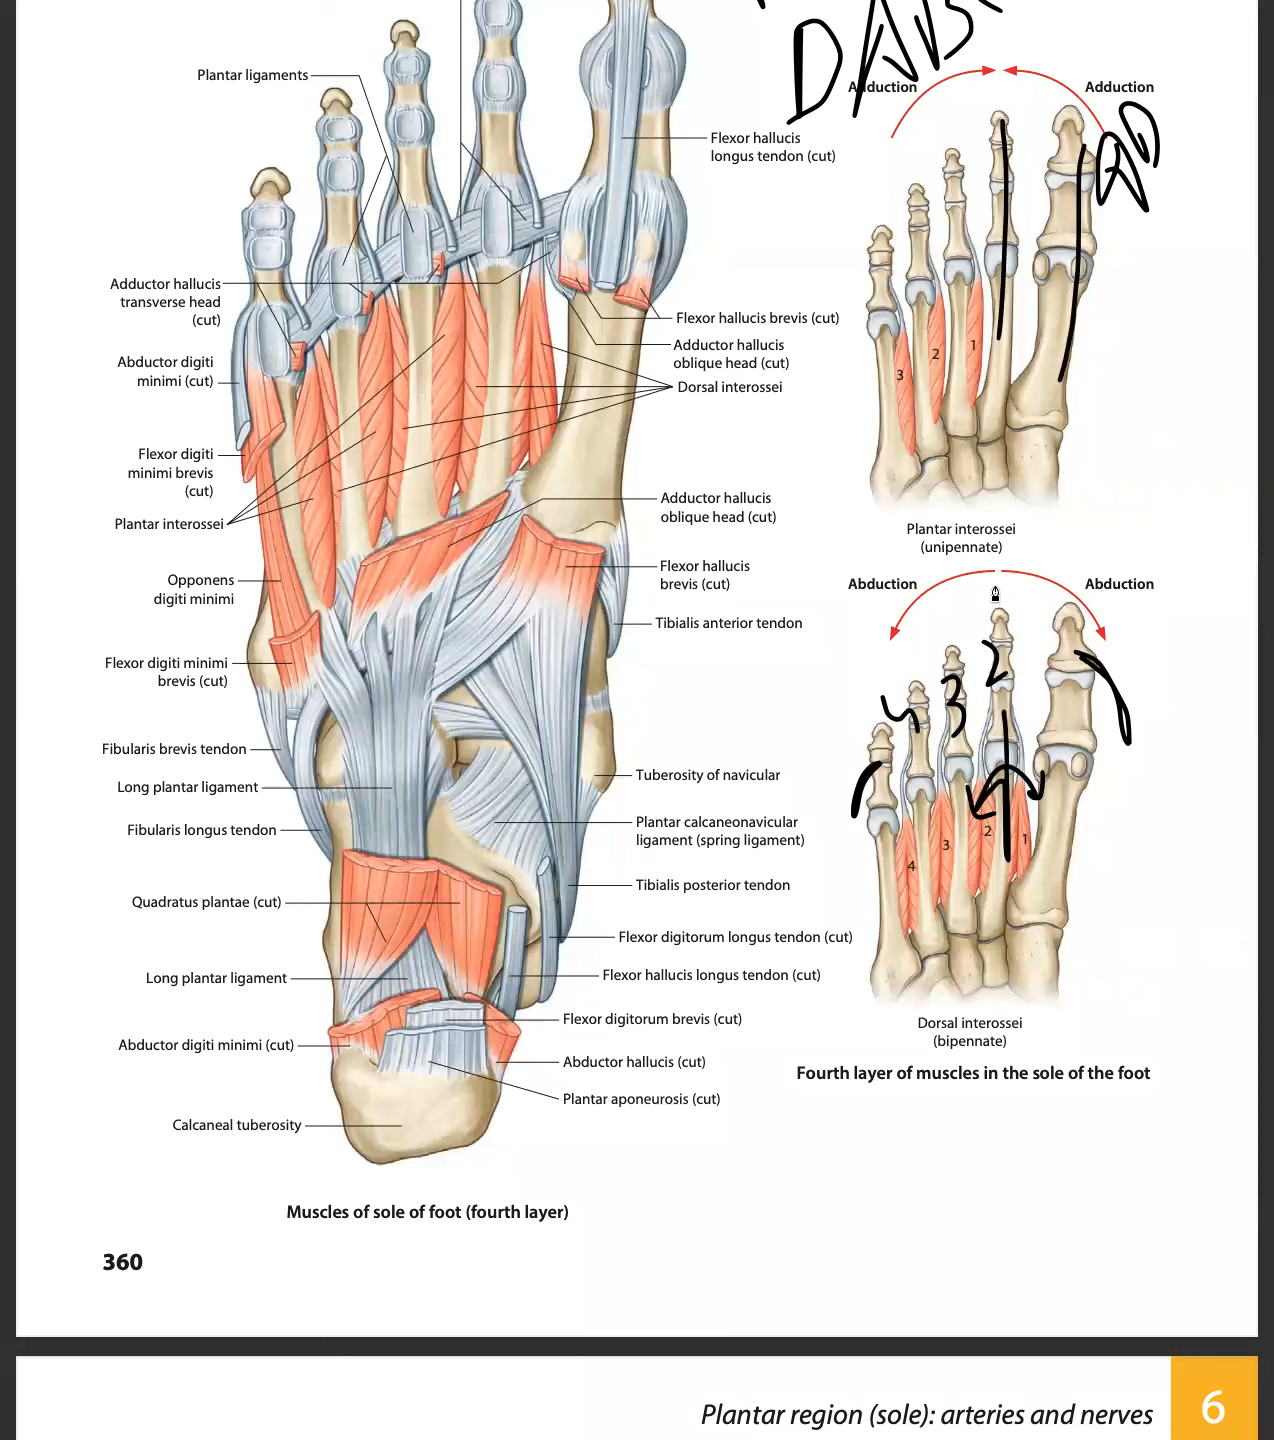 DAB
Plantar ligaments
Adduction
Adduction
AD
Flexor hallucis
longus tendon (cut)
Adductor hallucis
transverse head
(cut)
Flexor hallucis brevis (cut)
Adductor hallucis
oblique head (cut)
Abductor digiti
minimi (cut)
Dorsal interossei
1
2
3
Flexor digiti
minimi brevis
(cut)
Plantar interossei
Adductor hallucis
oblique head (cut)
Plantar interossei
(unipennate)
Opponens
digiti minimi
Flexor hallucis
brevis (cut)
Abduction
Abduction
Tibialis anterior tendon
Flexor digiti minimi
brevis (cut)
2
3
4
Fibularis brevis tendon
Long plantar ligament
Fibularis longus tendon
Tuberosity of navicular
Plantar calcaneonavicular
ligament (spring ligament)
2
1
3
4
Tibialis posterior tendon
Quadratus plantae (cut)
Flexor digitorum longus tendon (cut)
Long plantar ligament
Flexor hallucis longus tendon (cut)
Flexor digitorum brevis (cut)
Dorsal interossei
(bipennate)
Abductor digiti minimi (cut)
Abductor hallucis (cut)
Fourth layer of muscles in the sole of the foot
Plantar aponeurosis (cut)
Calcaneal tuberosity
Muscles of sole of foot (fourth layer)
360
Plantar region (sole): arteries and nerves
6